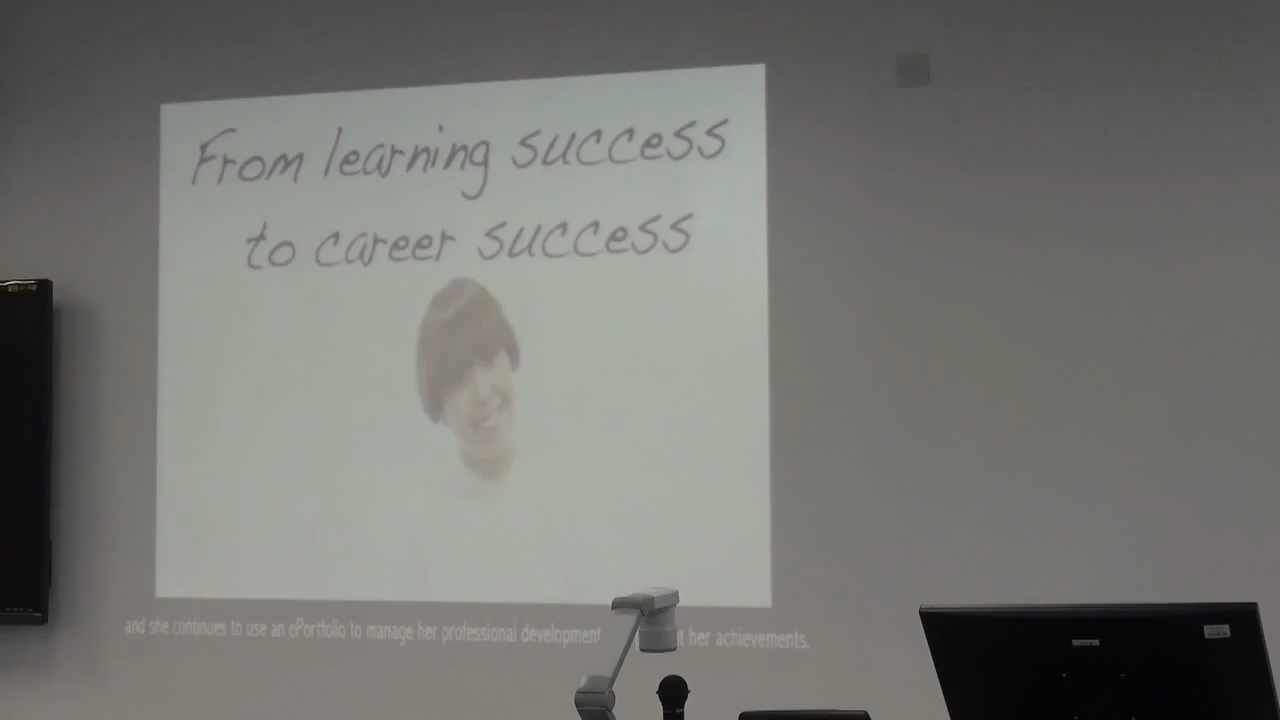 From learning success
to career success
and she continues to use an ePortfolio to manage her professional development her achievements.